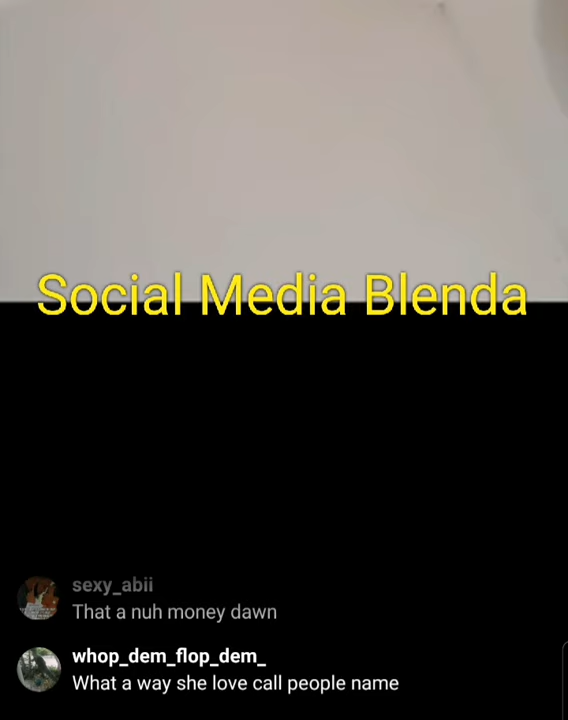 Social Media Blenda
sexy_abii
That a nuh money dawn
whop_dem_flop_dem_
What a way she love call people name